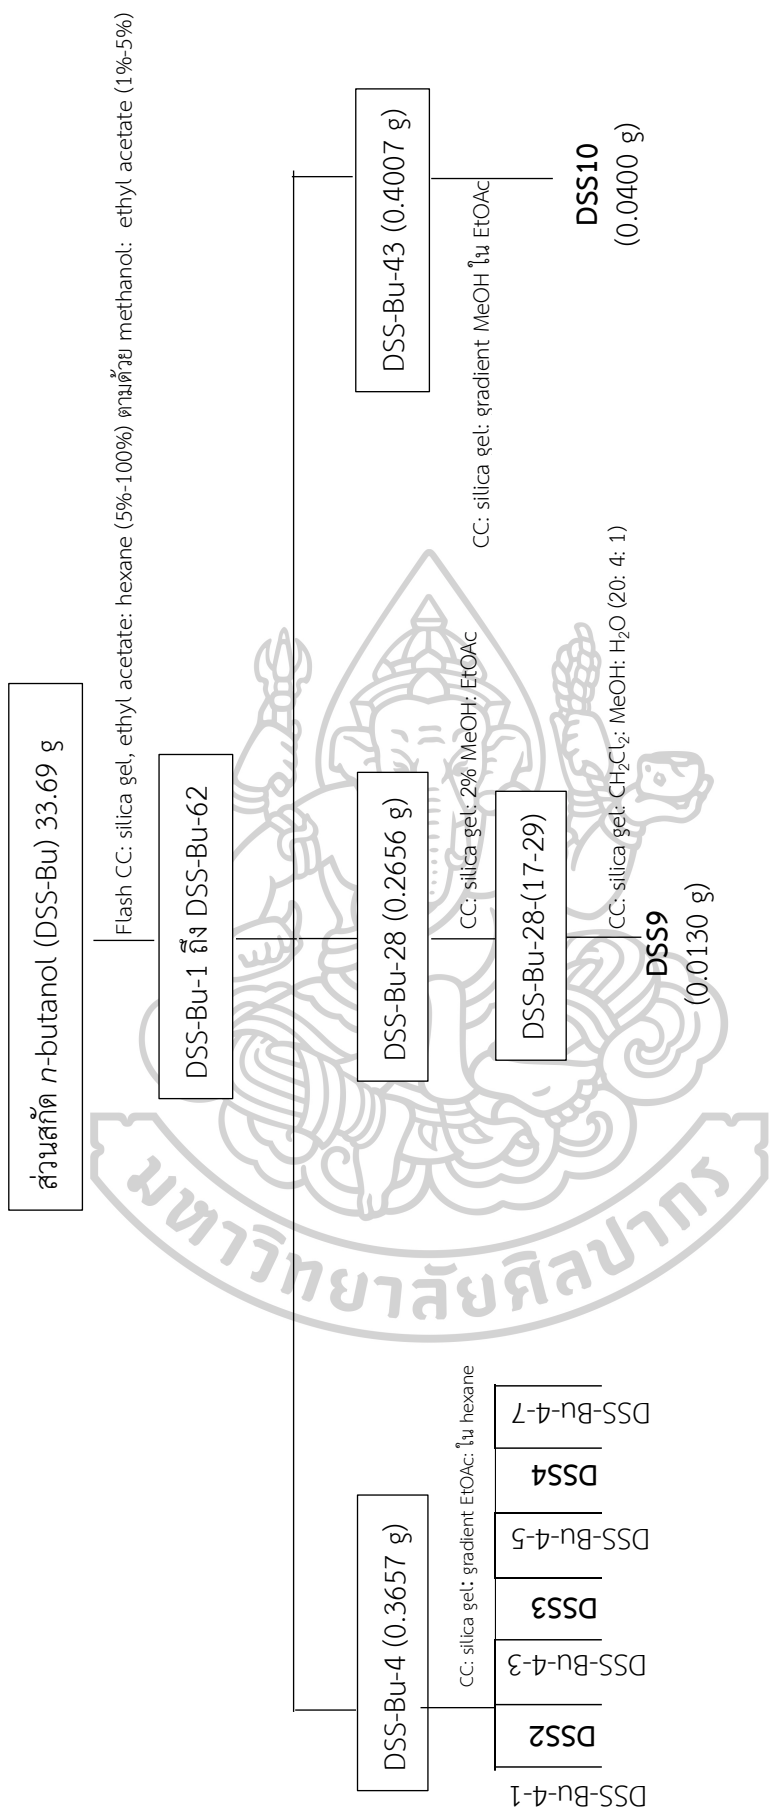 ส่วนสกัด n-butanol (DSS-Bu) 33.69 g
Flash CC: silica gel, ethyl acetate: hexane (5%-100%) ตามด้วย methanol: ethyl acetate (1%-5%)
DSS-Bu-1 ถึง DSS-Bu-62
DSS-Bu-4 (0.3657 g)
CC: silica gel: gradient EtOAc: ใน hexane
DSS-Bu-4-1
DSS2
DSS-Bu-4-3
DSS3
DSS-Bu-4-5
DSS4
DSS-Bu-4-7
DSS-Bu-28 (0.2656 g)
CC: silica gel: 2% MeOH: EtOAc
DSS-Bu-28-(17-29)
CC: silica gel: CH₂Cl₂: MeOH: H₂O (20: 4: 1)
DSS9
(0.0130 g)
DSS-Bu-43 (0.4007 g)
CC: silica gel: gradient MeOH ใน EtOAc
DSS10
(0.0400 g)
มหาวิทยาลัยศิลปากร